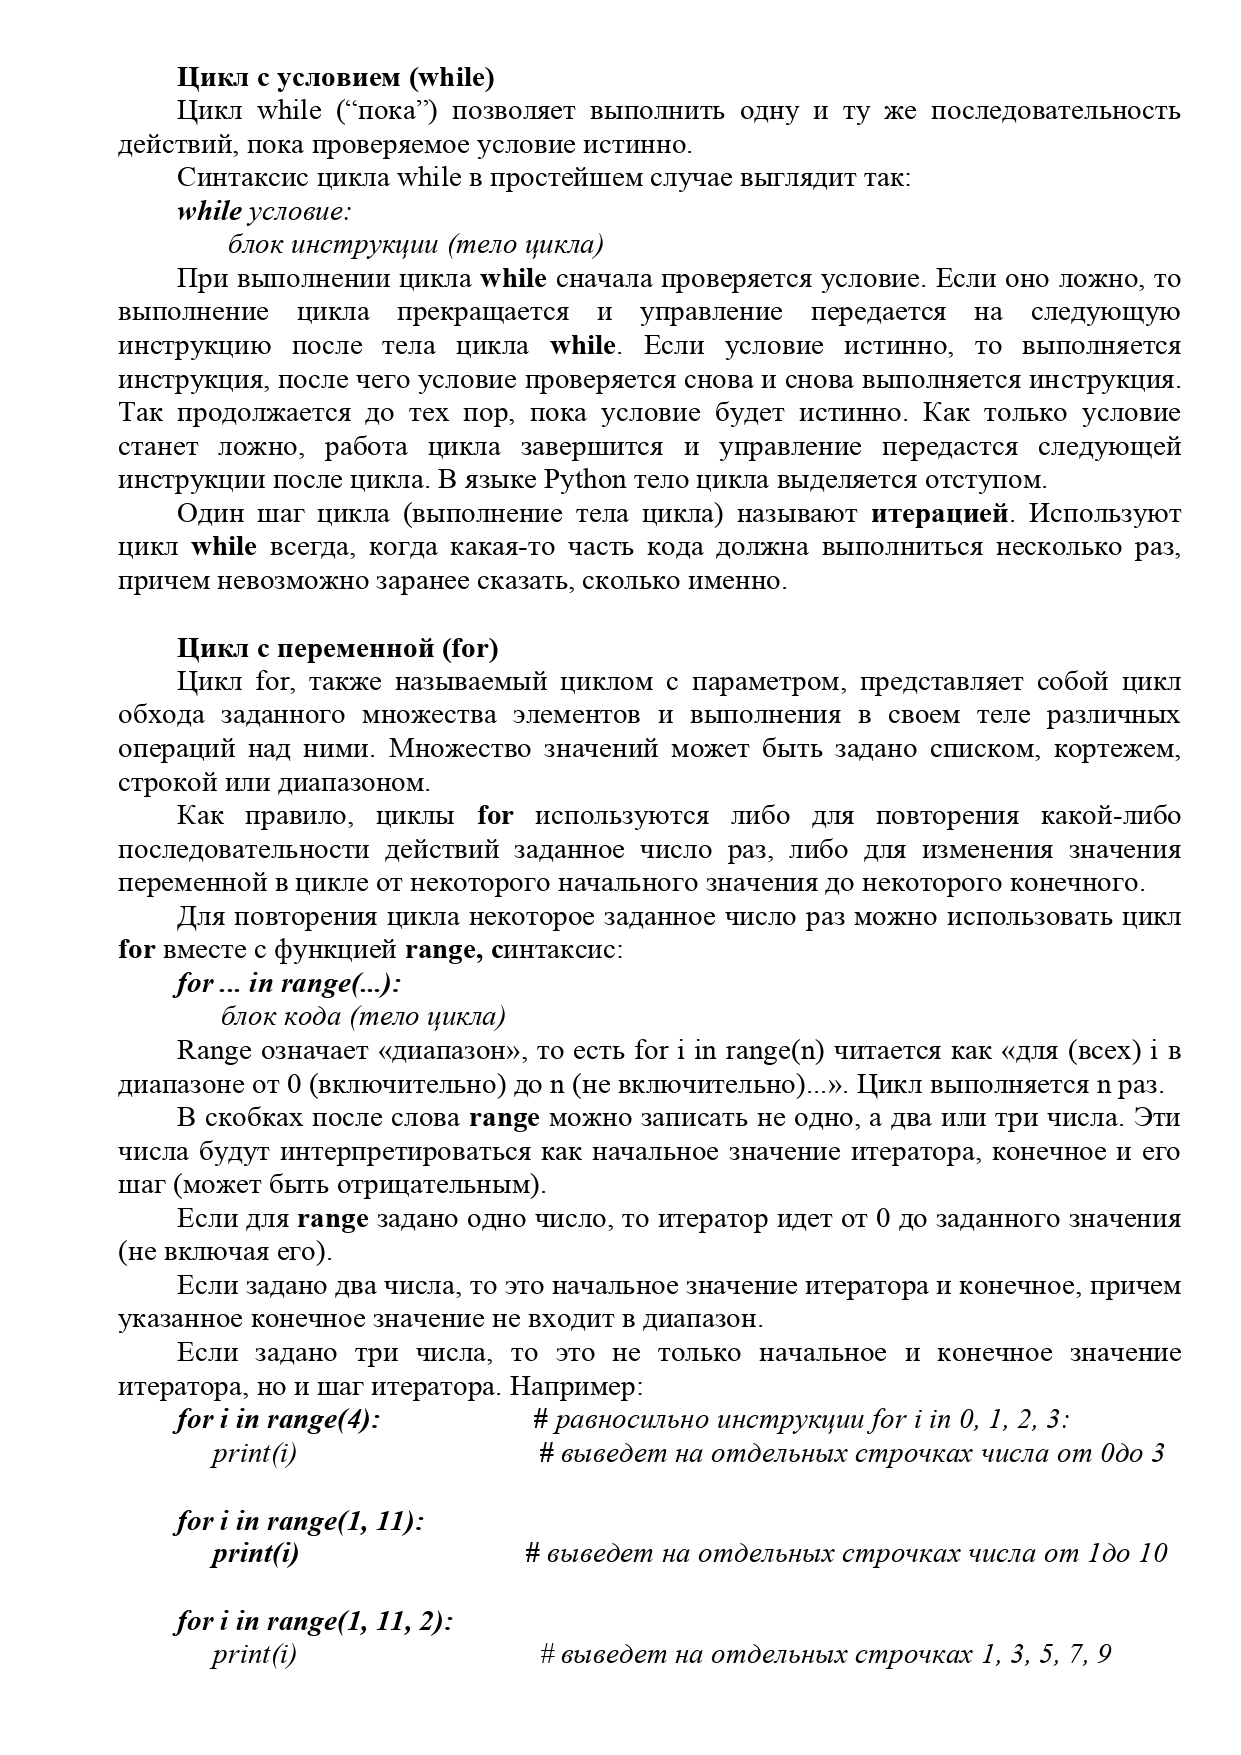 Цикл с условием (while)
Цикл while (“пока”) позволяет выполнить одну и ту же последовательность
действий, пока проверяемое условие истинно.
Синтаксис цикла while в простейшем случае выглядит так:
while условие:
блок инструкции (тело цикла)
При выполнении цикла while сначала проверяется условие. Если оно ложно, то
выполнение цикла прекращается и управление передается на следующую
инструкцию после тела цикла while. Если условие истинно, то выполняется
инструкция, после чего условие проверяется снова и снова выполняется инструкция.
Так продолжается до тех пор, пока условие будет истинно. Как только условие
станет ложно, работа цикла завершится и управление передастся следующей
инструкции после цикла. В языке Python тело цикла выделяется отступом.
Один шаг цикла (выполнение тела цикла) называют итерацией. Используют
цикл while всегда, когда какая-то часть кода должна выполниться несколько раз,
причем невозможно заранее сказать, сколько именно.
Цикл с переменной (for)
Цикл for, также называемый циклом с параметром, представляет собой цикл
обхода заданного множества элементов и выполнения в своем теле различных
операций над ними. Множество значений может быть задано списком, кортежем,
строкой или диапазоном.
Как правило, циклы for используются либо для повторения какой-либо
последовательности действий заданное число раз, либо для изменения значения
переменной в цикле от некоторого начального значения до некоторого конечного.
Для повторения цикла некоторое заданное число раз можно использовать цикл
for вместе с функцией range, синтаксис:
for ... in range(...):
блок кода (тело цикла)
Range означает «диапазон», то есть for i in range(n) читается как «для (всех) i в
диапазоне от 0 (включительно) до n (не включительно)...». Цикл выполняется n раз.
В скобках после слова range можно записать не одно, а два или три числа. Эти
числа будут интерпретироваться как начальное значение итератора, конечное и его
шаг (может быть отрицательным).
Если для range задано одно число, то итератор идет от 0 до заданного значения
(не включая его).
Если задано два числа, то это начальное значение итератора и конечное, причем
указанное конечное значение не входит в диапазон.
Если задано три числа, то это не только начальное и конечное значение
итератора, но и шаг итератора. Например:
for i in range(4): # равносильно инструкции for i in 0, 1, 2, 3:
print(i) # выведет на отдельных строчках числа от 0до 3
for i in range(1, 11):
print(i) # выведет на отдельных строчках числа от 1до 10
for i in range(1, 11, 2):
print(i) # выведет на отдельных строчках 1, 3, 5, 7, 9